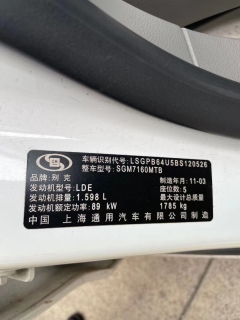 车辆识别代号: LSGPB64U5BS120526
整车型号: SGM7160MTB
品牌: 别克
制造年月: 11-03
发动机型号: LDE
座位数: 5
发动机排量: 1.598 L
最大设计总质量
发动机额定功率: 89 kW
1785 kg
中国 上海通用汽车有限公司制造